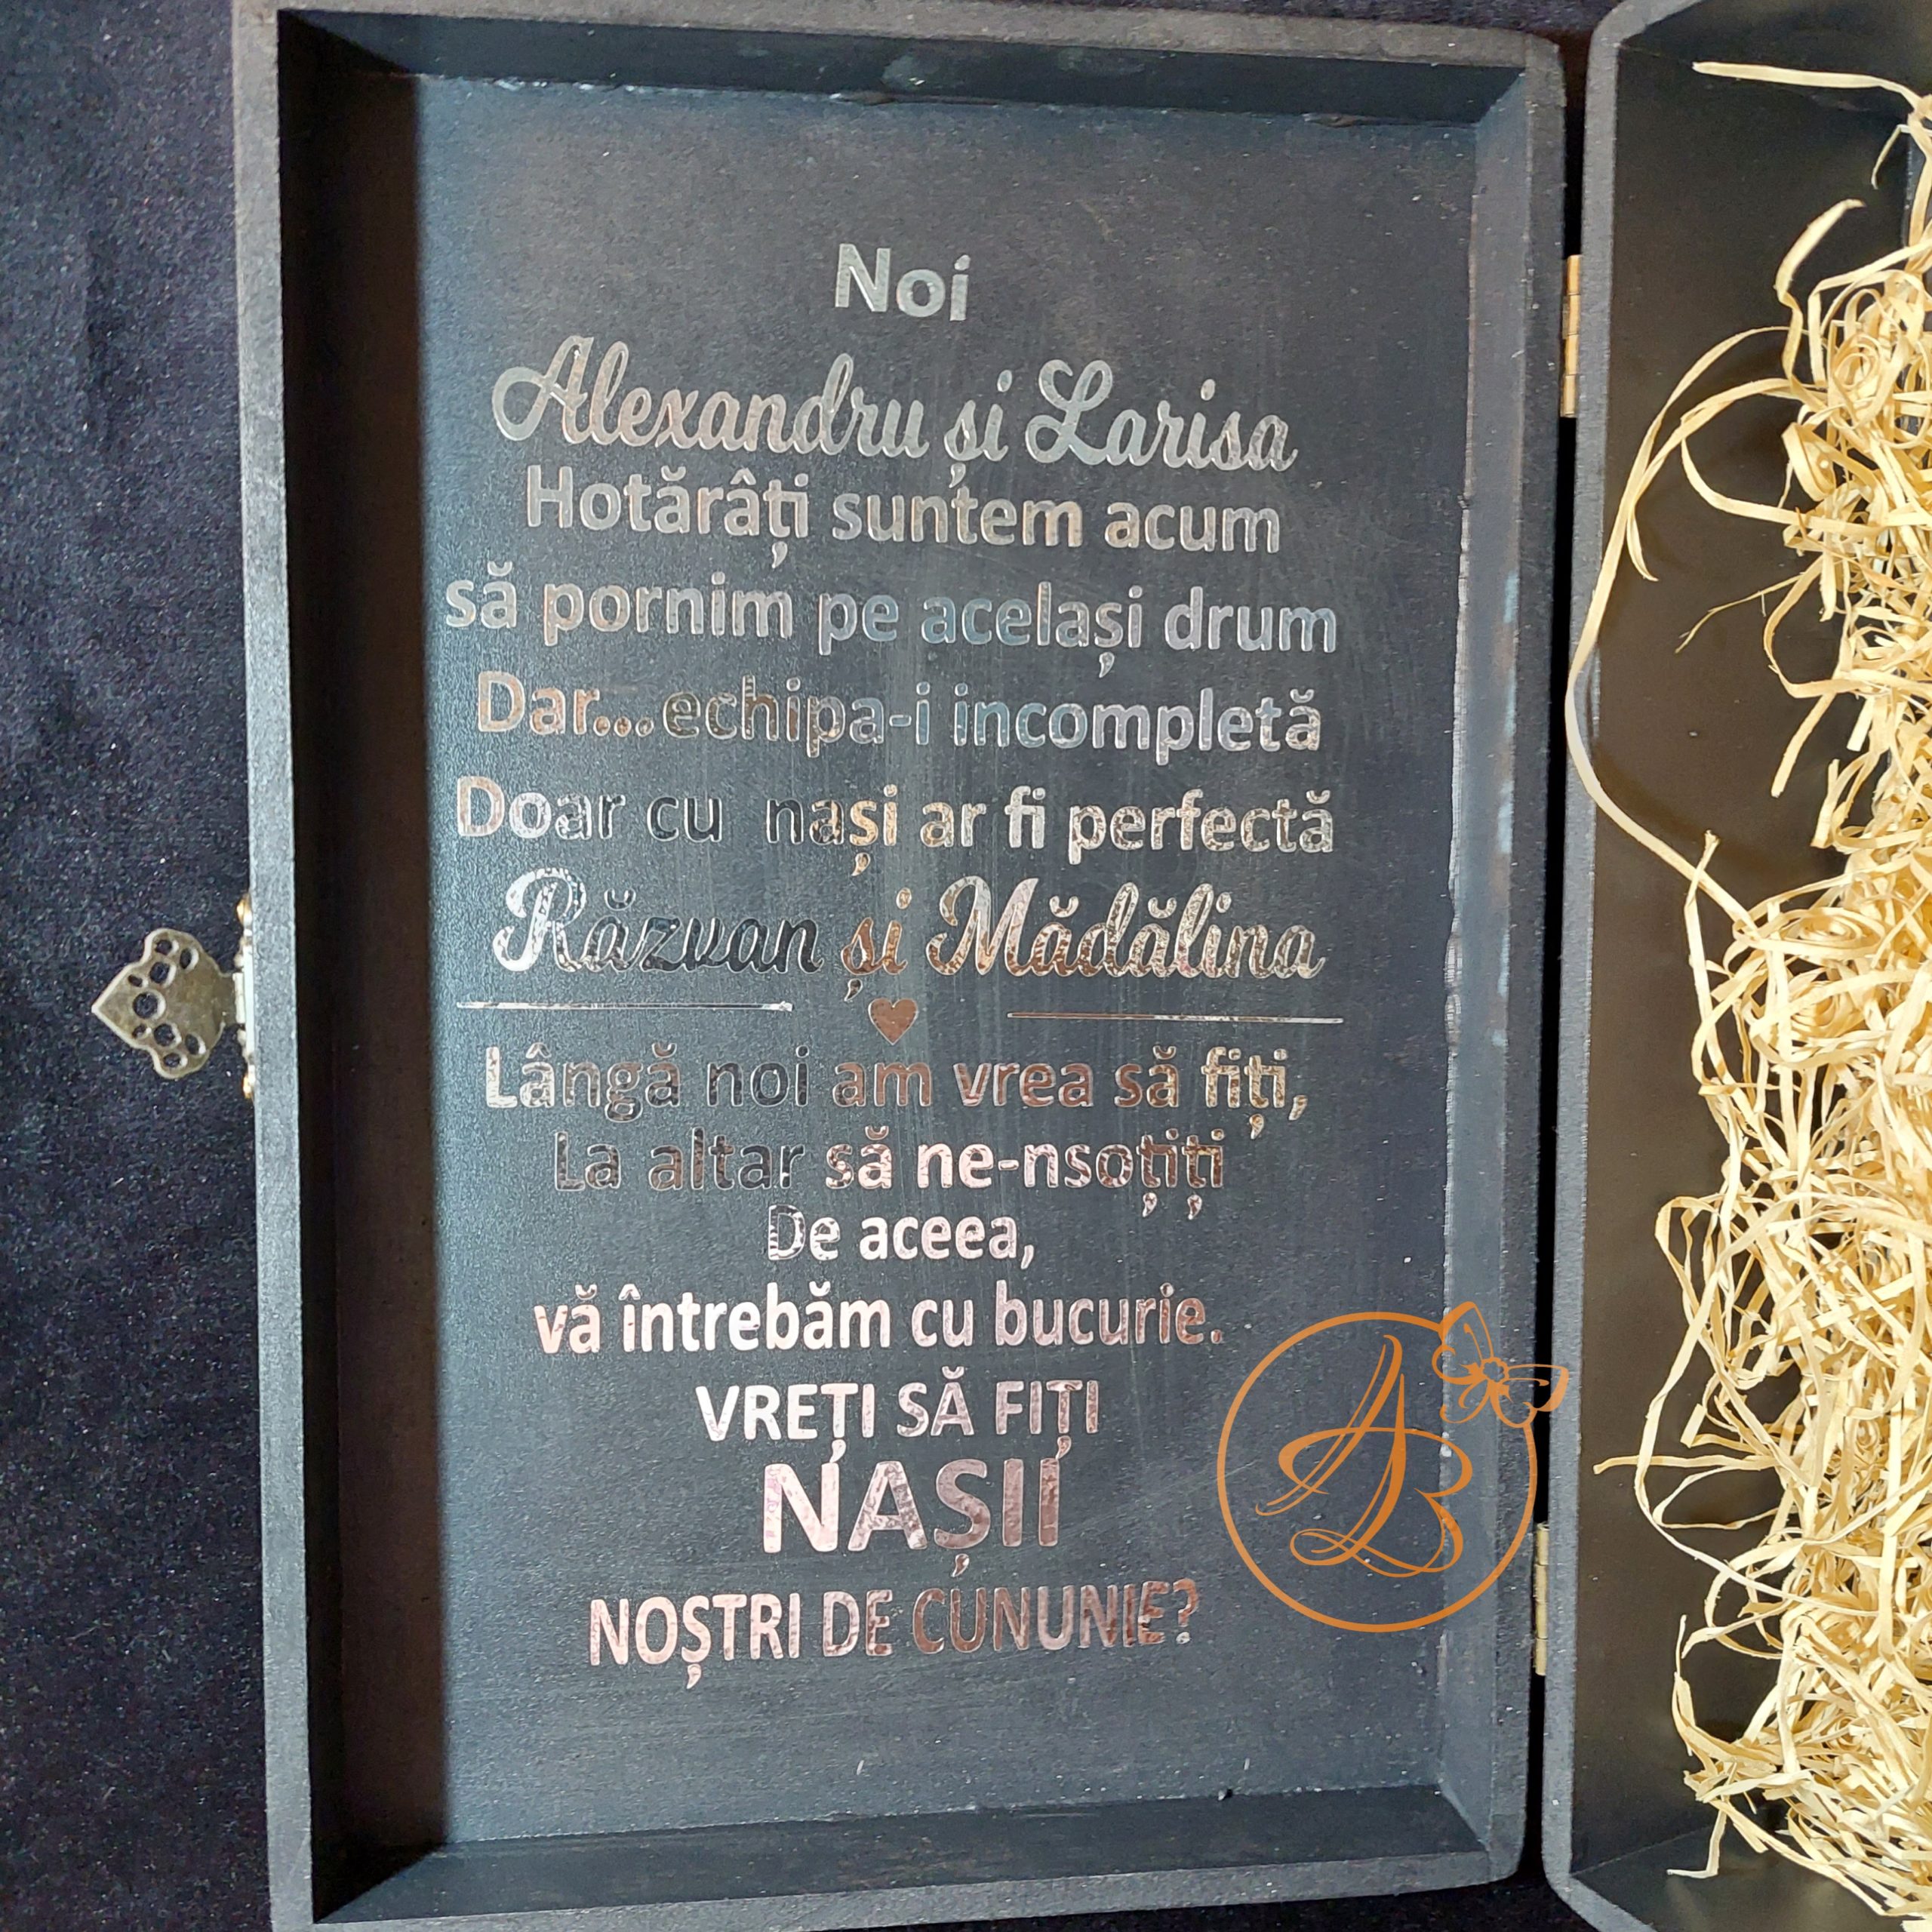 Noi
Alexandru și Larisa
Hotărâți suntem acum
să pornim pe același drum
Dar...echipa-i incompletă
Doar cu nași ar fi perfectă
Răzvan și Mădălina
Lângă noi am vrea să fiți,
La altar să ne-nsoțiți
De aceea,
vă întrebăm cu bucurie.
VREȚI SĂ FIȚI
NAȘII
NOȘTRI DE CUNUNIE?
AB